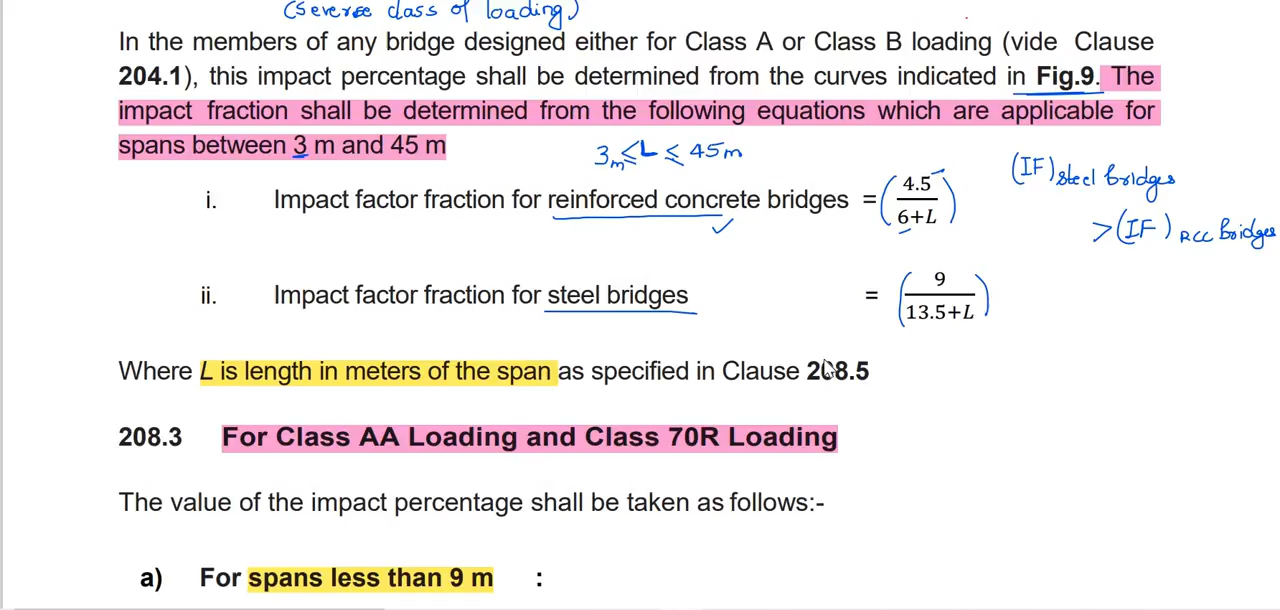 (severse class of loading)
In the members of any bridge designed either for Class A or Class B loading (vide Clause
204.1), this impact percentage shall be determined from the curves indicated in Fig.9. The
impact fraction shall be determined from the following equations which are applicable for
spans between 3 m and 45 m
3m ≤ L ≤ 45m
i. Impact factor fraction for reinforced concrete bridges = (4.5/(6+L))
(IF) steel bridges
> (IF) RCC bridges
ii. Impact factor fraction for steel bridges = (9/(13.5+L))
Where L is length in meters of the span as specified in Clause 208.5
208.3 For Class AA Loading and Class 70R Loading
The value of the impact percentage shall be taken as follows:-
a) For spans less than 9 m :